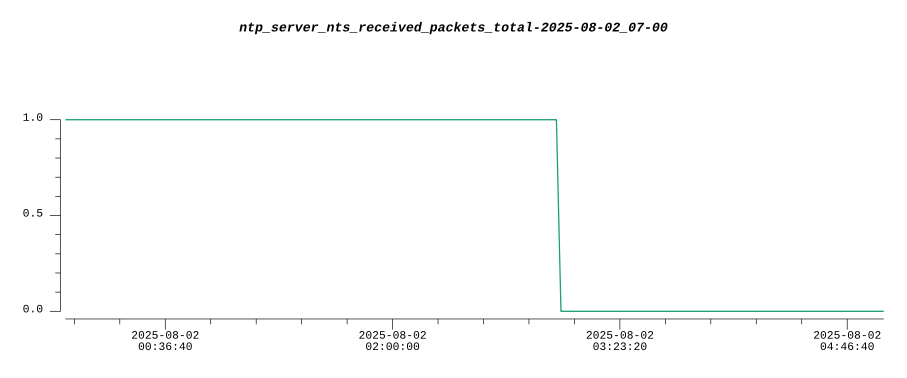 ntp_server_nts_received_packets_total-2025-08-02_07-00
1.0
0.5
0.0
2025-08-02 2025-08-02 2025-08-02 2025-08-02
00:36:40 02:00:00 03:23:20 04:46:40